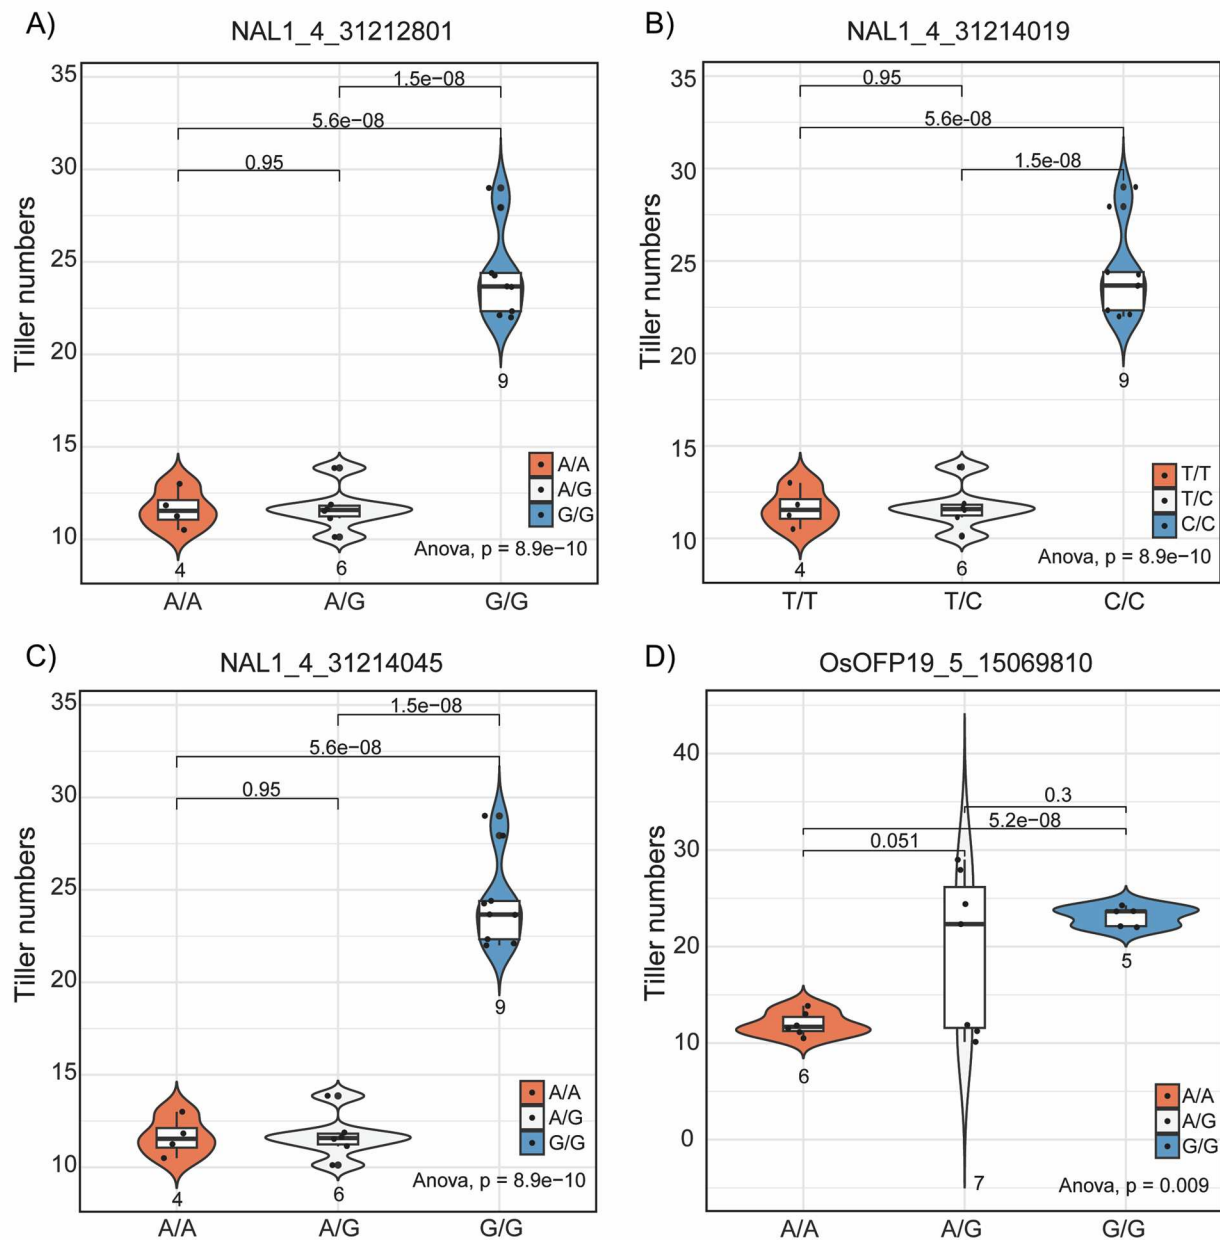 A)
NAL1_4_31212801
Tiller numbers
35
30
25
20
15
10
1.5e−08
5.6e−08
0.95
9
4
6
A/A
A/G
G/G
Anova, p = 8.9e−10
A/A
A/G
G/G
B)
NAL1_4_31214019
Tiller numbers
35
30
25
20
15
10
0.95
5.6e−08
1.5e−08
9
4
6
T/T
T/C
C/C
Anova, p = 8.9e−10
T/T
T/C
C/C
C)
NAL1_4_31214045
Tiller numbers
35
30
25
20
15
10
1.5e−08
5.6e−08
0.95
9
4
6
A/A
A/G
G/G
Anova, p = 8.9e−10
A/A
A/G
G/G
D)
OsOFP19_5_15069810
Tiller numbers
40
30
20
10
0
0.3
5.2e−08
0.051
5
6
7
A/A
A/G
G/G
Anova, p = 0.009
A/A
A/G
G/G